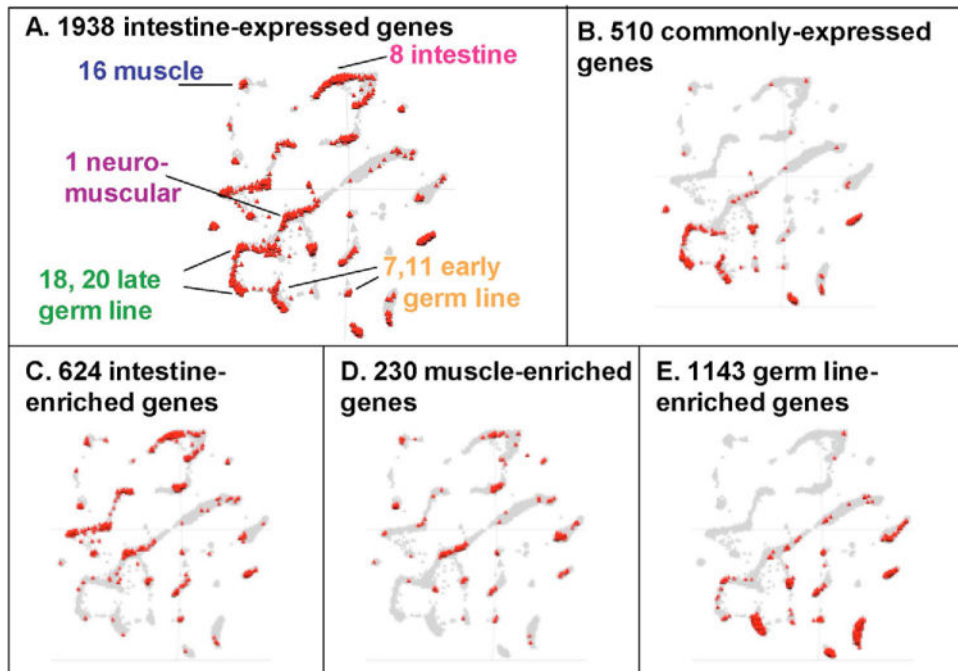 A. 1938 intestine-expressed genes
16 muscle
8 intestine
1 neuro-
muscular
18, 20 late
germ line
7,11 early
germ line
B. 510 commonly-expressed
genes
C. 624 intestine-
enriched genes
D. 230 muscle-enriched
genes
E. 1143 germ line-
enriched genes